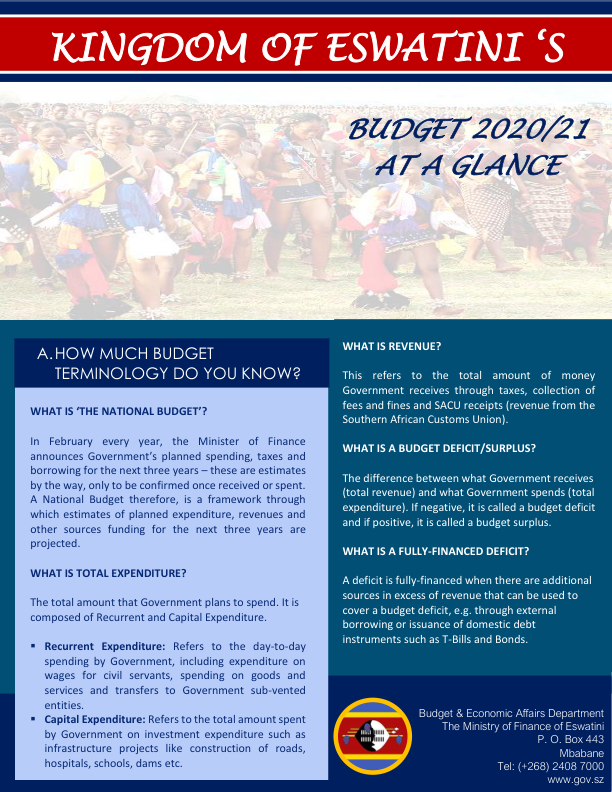 KINGDOM OF ESWATINI ‘S
BUDGET 2020/21
AT A GLANCE
A. HOW MUCH BUDGET
TERMINOLOGY DO YOU KNOW?
WHAT IS ‘THE NATIONAL BUDGET’?
In February every year, the Minister of Finance
announces Government’s planned spending, taxes and
borrowing for the next three years – these are estimates
by the way, only to be confirmed once received or spent.
A National Budget therefore, is a framework through
which estimates of planned expenditure, revenues and
other sources funding for the next three years are
projected.
WHAT IS TOTAL EXPENDITURE?
The total amount that Government plans to spend. It is
composed of Recurrent and Capital Expenditure.
▪ Recurrent Expenditure: Refers to the day-to-day
spending by Government, including expenditure on
wages for civil servants, spending on goods and
services and transfers to Government sub-vented
entities.
▪ Capital Expenditure: Refers to the total amount spent
by Government on investment expenditure such as
infrastructure projects like construction of roads,
hospitals, schools, dams etc.
WHAT IS REVENUE?
This refers to the total amount of money
Government receives through taxes, collection of
fees and fines and SACU receipts (revenue from the
Southern African Customs Union).
WHAT IS A BUDGET DEFICIT/SURPLUS?
The difference between what Government receives
(total revenue) and what Government spends (total
expenditure). If negative, it is called a budget deficit
and if positive, it is called a budget surplus.
WHAT IS A FULLY-FINANCED DEFICIT?
A deficit is fully-financed when there are additional
sources in excess of revenue that can be used to
cover a budget deficit, e.g. through external
borrowing or issuance of domestic debt
instruments such as T-Bills and Bonds.
Budget & Economic Affairs Department
The Ministry of Finance of Eswatini
P. O. Box 443
Mbabane
Tel: (+268) 2408 7000
www.gov.sz